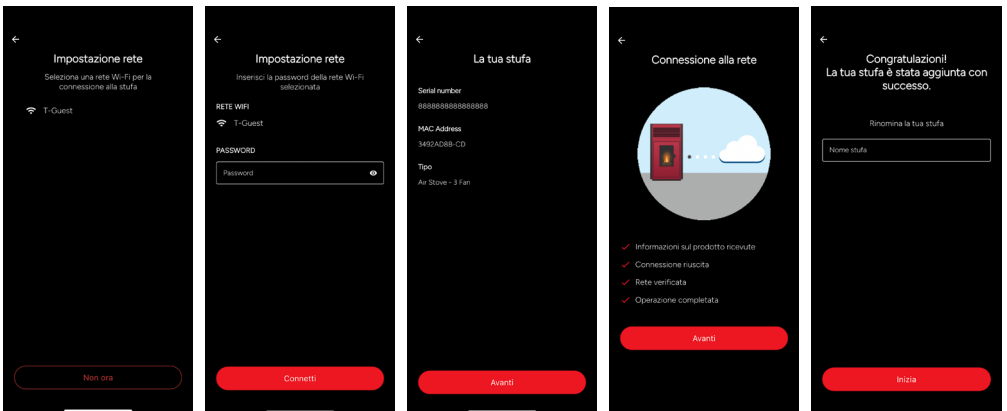 Impostazione rete
Seleziona una rete Wi-Fi per la
connessione alla stufa
T-Guest
Non ora
Impostazione rete
Inserisci la password della rete Wi-Fi
selezionata
RETE WIFI
T-Guest
PASSWORD
Password
Connetti
La tua stufa
Serial number
8888888888888888
MAC Address
3492AD8B-CD
Tipo
Air Stove - 3 Fan
Avanti
Connessione alla rete
Informazioni sul prodotto ricevute
Connessione riuscita
Rete verificata
Operazione completata
Avanti
Congratulazioni!
La tua stufa è stata aggiunta con
successo.
Rinomina la tua stufa
Nome stufa
Inizia